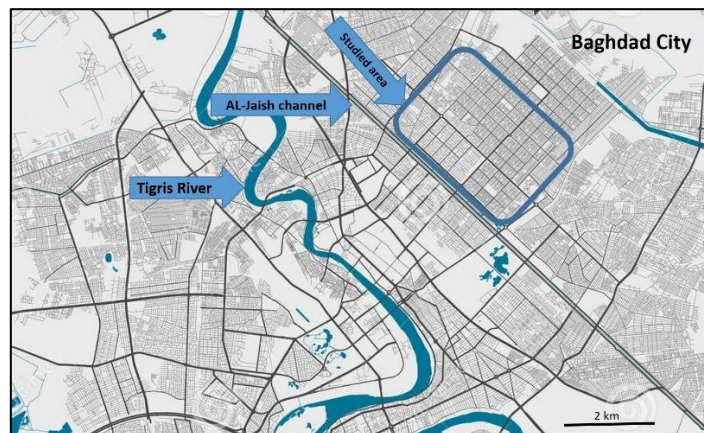 Baghdad City
Studied area
AL-Jaish channel
Tigris River
2 km